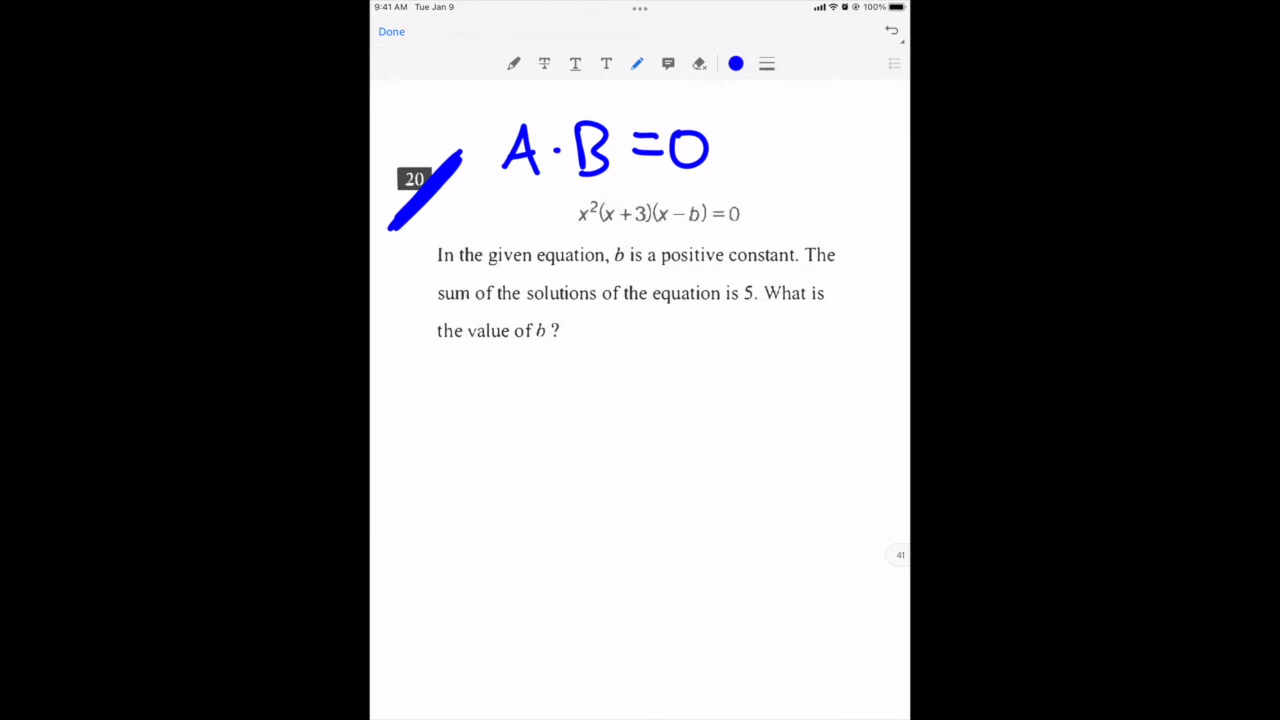 9:41 AM Tue Jan 9
100%
Done
T T T
A · B = 0
20
x²(x + 3)(x − b) = 0
In the given equation, b is a positive constant. The
sum of the solutions of the equation is 5. What is
the value of b ?
41